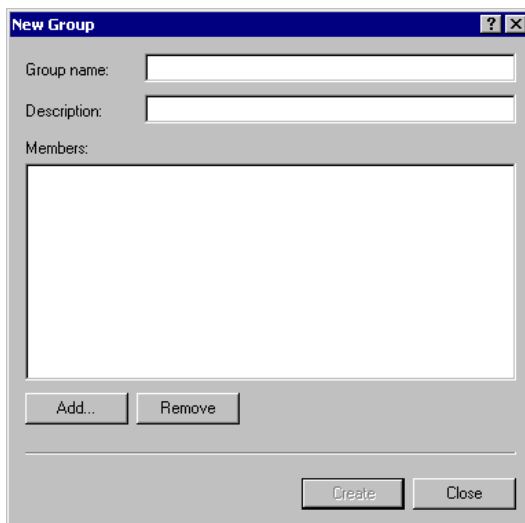 New Group
Group name:
Description:
Members:
Add... Remove
Create Close